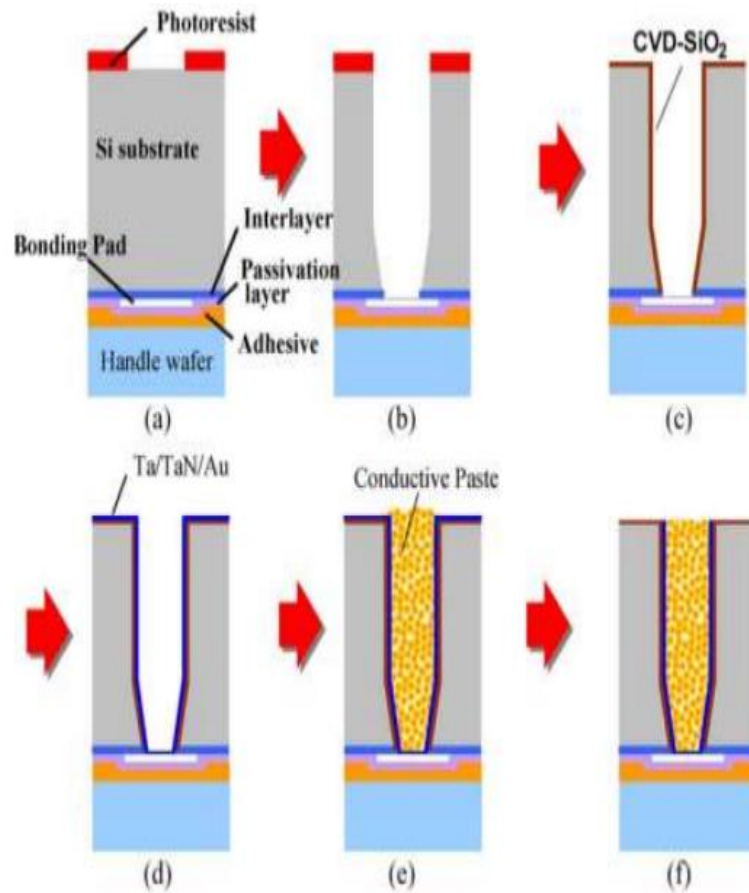 Photoresist
Si substrate
Interlayer
Bonding Pad
Passivation
layer
Adhesive
Handle wafer
(a)
(b)
CVD-SiO₂
(c)
Ta/TaN/Au
(d)
Conductive Paste
(e)
(f)